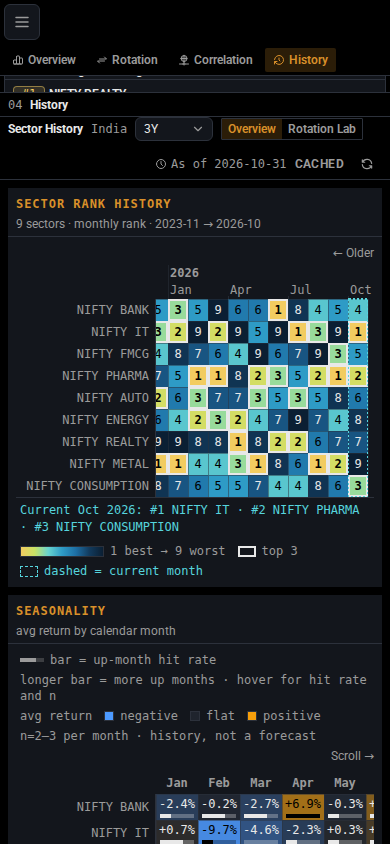 Overview Rotation Correlation History
#1 NIFTY REALTY
04 History
Sector History India 3Y Overview Rotation Lab
As of 2026-10-31 CACHED
SECTOR RANK HISTORY
9 sectors · monthly rank · 2023-11 → 2026-10
← Older
2026
Jan Apr Jul Oct
NIFTY BANK 5 3 5 9 6 6 1 8 4 5 4
NIFTY IT 3 2 9 2 9 5 9 1 3 9 1
NIFTY FMCG 4 8 7 6 4 9 6 7 9 3 5
NIFTY PHARMA 7 5 1 1 8 2 3 5 2 1 2
NIFTY AUTO 2 6 3 7 7 3 5 3 5 8 6
NIFTY ENERGY 6 4 2 3 2 4 7 9 7 4 8
NIFTY REALTY 9 9 8 8 1 8 2 2 6 7 7
NIFTY METAL 1 1 4 4 3 1 8 6 1 2 9
NIFTY CONSUMPTION 8 7 6 5 5 7 4 4 8 6 3
Current Oct 2026: #1 NIFTY IT · #2 NIFTY PHARMA
· #3 NIFTY CONSUMPTION
1 best → 9 worst top 3
dashed = current month
SEASONALITY
avg return by calendar month
bar = up-month hit rate
longer bar = more up months · hover for hit rate
and n
avg return negative flat positive
n=2–3 per month · history, not a forecast
Scroll →
Jan Feb Mar Apr May
NIFTY BANK -2.4% -0.2% -2.7% +6.9% -0.3% +
NIFTY IT +0.7% -9.7% -4.6% -2.3% +0.3% +